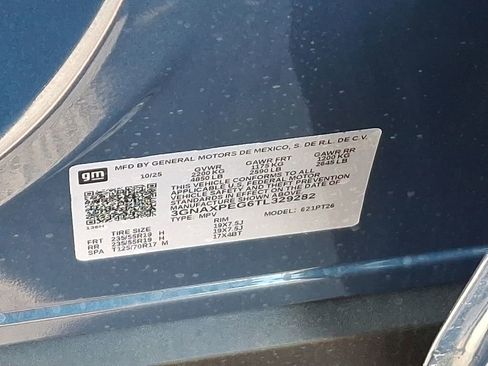 gm
MFD BY GENERAL MOTORS DE MEXICO, S. DE R.L. DE C.V.
10/25 GVWR GAWR FRT GAWR RR
2200 KG 1175 KG 1200 KG
4850 LB 2590 LB 2645 LB
THIS VEHICLE CONFORMS TO ALL
APPLICABLE U.S. FEDERAL MOTOR
VEHICLE SAFETY AND THEFT PREVENTION
STANDARDS IN EFFECT ON THE DATE OF
MANUFACTURE SHOWN ABOVE.
3GNAXPEG6TL329282
TYPE: MPV MODEL: 621PT26
TIRE SIZE RIM
FRT 235/55R19 H 19X7.5J
RR 235/55R19 H 19X7.5J
SPA T125/70R17 M 17X4BT